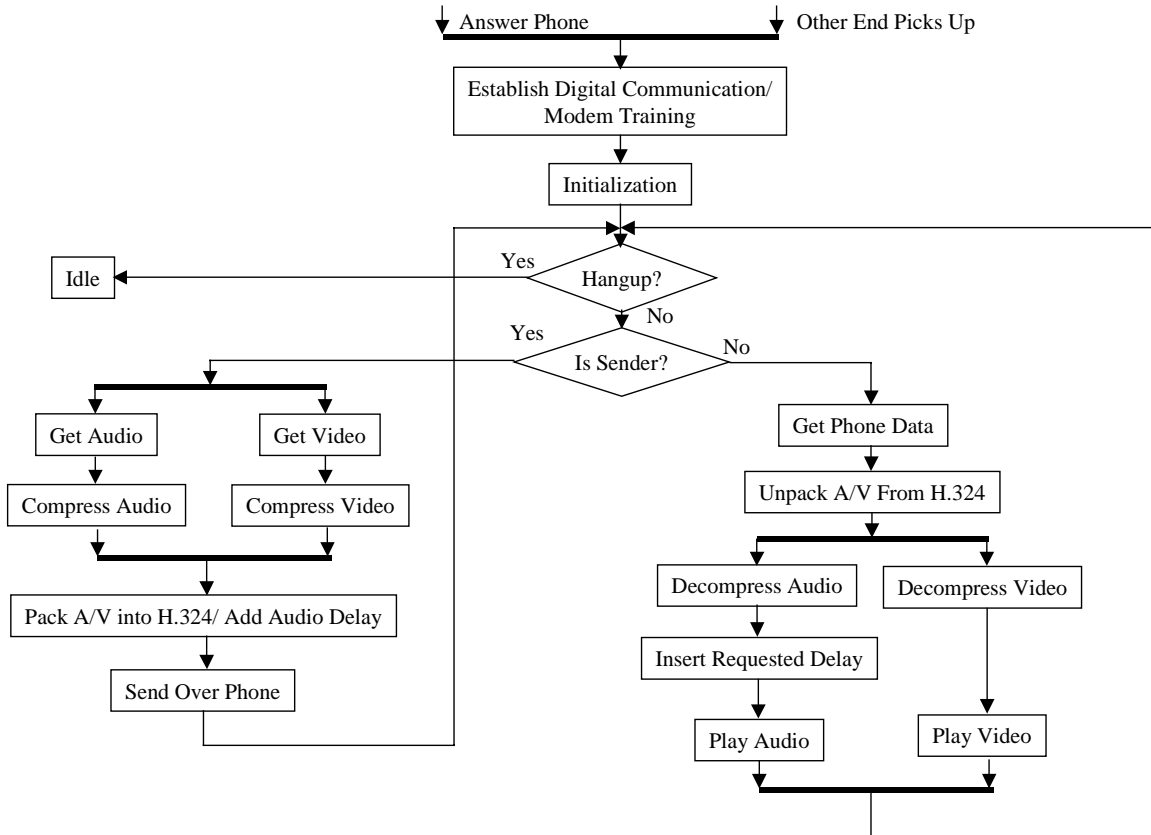 Answer Phone
Other End Picks Up
Establish Digital Communication/
Modem Training
Initialization
Yes
Idle
Hangup?
No
Yes
Is Sender?
No
Get Audio
Get Video
Get Phone Data
Compress Audio
Compress Video
Unpack A/V From H.324
Decompress Audio
Decompress Video
Pack A/V into H.324/ Add Audio Delay
Insert Requested Delay
Send Over Phone
Play Audio
Play Video